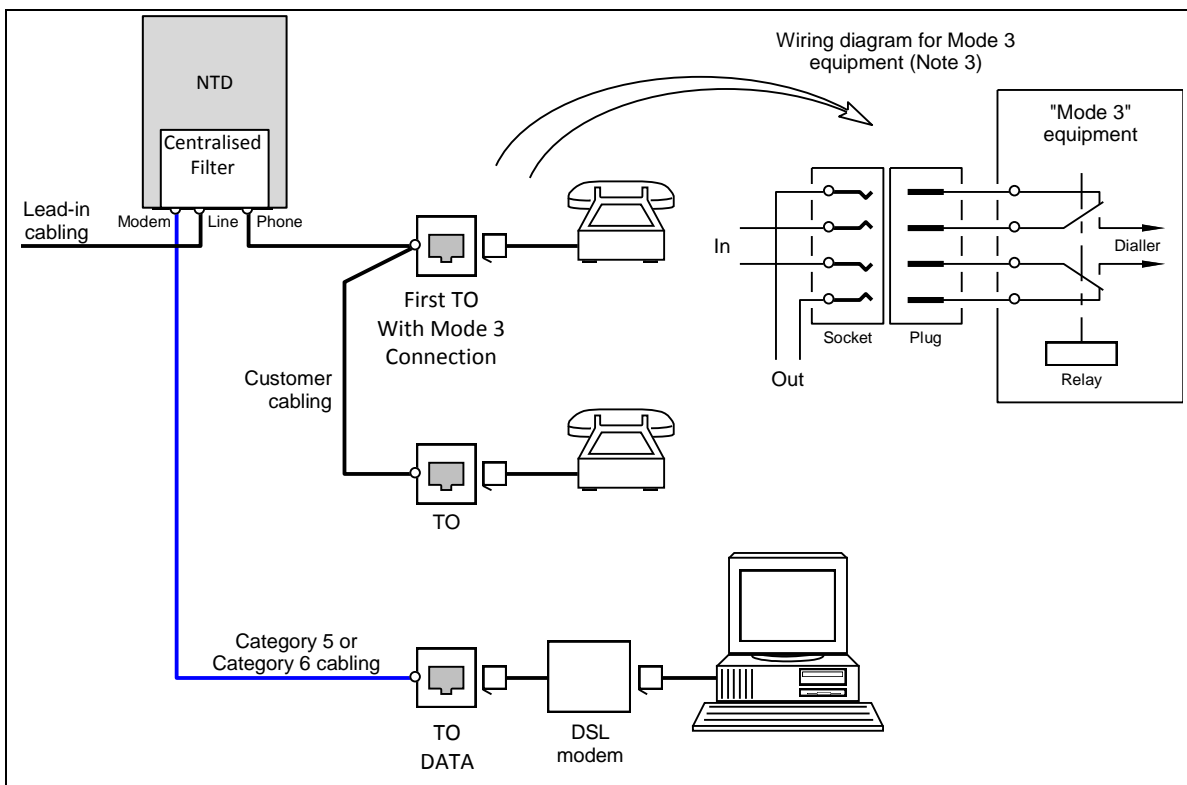 NTD
Centralised
Filter
Lead-in
cabling
Modem
Line
Phone
First TO
With Mode 3
Connection
Customer
cabling
TO
Category 5 or
Category 6 cabling
TO
DATA
DSL
modem
Wiring diagram for Mode 3
equipment (Note 3)
"Mode 3"
equipment
In
Out
Socket
Plug
Dialler
Relay